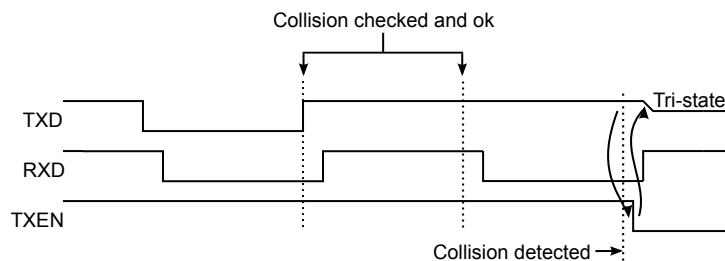 Collision checked and ok
Tri-state
TXD
RXD
TXEN
Collision detected